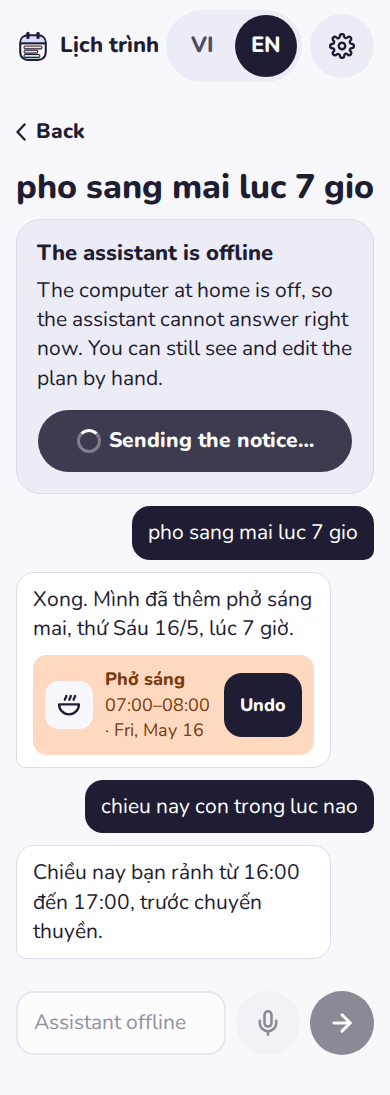 Lịch trình
VI
EN
Back
pho sang mai luc 7 gio
The assistant is offline
The computer at home is off, so
the assistant cannot answer right
now. You can still see and edit the
plan by hand.
Sending the notice...
pho sang mai luc 7 gio
Xong. Mình đã thêm phở sáng
mai, thứ Sáu 16/5, lúc 7 giờ.
Phở sáng
07:00–08:00
· Fri, May 16
Undo
chieu nay con trong luc nao
Chiều nay bạn rảnh từ 16:00
đến 17:00, trước chuyến
thuyền.
Assistant offline